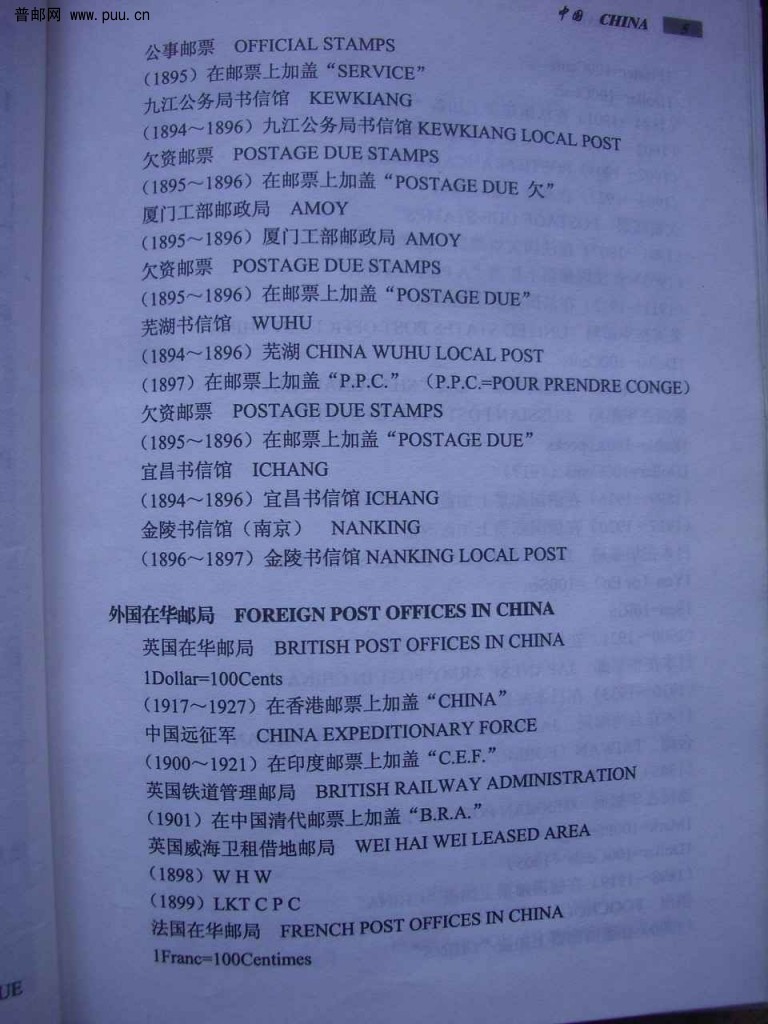 普邮网 www.puu.cn
中国 CHINA 5
公事邮票 OFFICIAL STAMPS
(1895) 在邮票上加盖“SERVICE”
九江公务局书信馆 KEWKIANG
(1894～1896) 九江公务局书信馆 KEWKIANG LOCAL POST
欠资邮票 POSTAGE DUE STAMPS
(1895～1896) 在邮票上加盖“POSTAGE DUE 欠”
厦门工部邮政局 AMOY
(1895～1896) 厦门工部邮政局 AMOY
欠资邮票 POSTAGE DUE STAMPS
(1895～1896) 在邮票上加盖“POSTAGE DUE”
芜湖书信馆 WUHU
(1894～1896) 芜湖 CHINA WUHU LOCAL POST
(1897) 在邮票上加盖“P.P.C.” (P.P.C.=POUR PRENDRE CONGE)
欠资邮票 POSTAGE DUE STAMPS
(1895～1896) 在邮票上加盖“POSTAGE DUE”
宜昌书信馆 ICHANG
(1894～1896) 宜昌书信馆 ICHANG
金陵书信馆（南京） NANKING
(1896～1897) 金陵书信馆 NANKING LOCAL POST
外国在华邮局 FOREIGN POST OFFICES IN CHINA
英国在华邮局 BRITISH POST OFFICES IN CHINA
1Dollar=100Cents
(1917～1927) 在香港邮票上加盖“CHINA”
中国远征军 CHINA EXPEDITIONARY FORCE
(1900～1921) 在印度邮票上加盖“C.E.F.”
英国铁道管理邮局 BRITISH RAILWAY ADMINISTRATION
(1901) 在中国清代邮票上加盖“B.R.A.”
英国威海卫租借地邮局 WEI HAI WEI LEASED AREA
(1898) W H W
(1899) LKT C P C
法国在华邮局 FRENCH POST OFFICES IN CHINA
1Franc=100Centimes
UE